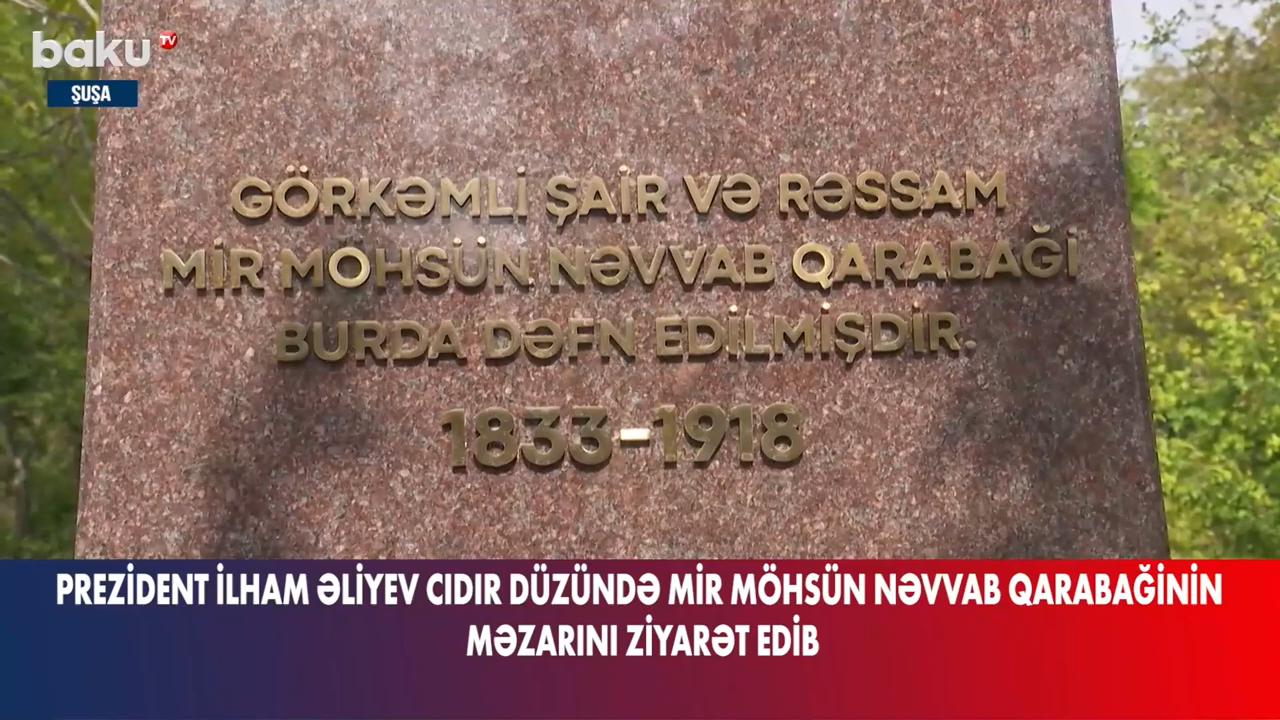 baku TV
ŞUŞA
GÖRKƏMLİ ŞAİR VƏ RƏSSAM
MİR MÖHSÜN NƏVVAB QARABAĞİ
BURDA DƏFN EDİLMİŞDİR.
1833-1918
PREZİDENT İLHAM ƏLİYEV CIDIR DÜZÜNDƏ MİR MÖHSÜN NƏVVAB QARABAĞİNİN
MƏZARINI ZİYARƏT EDİB